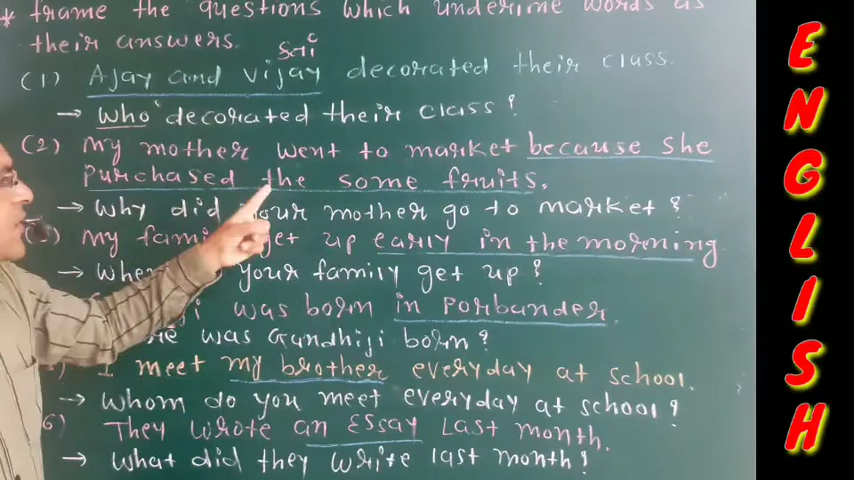 * frame the questions which underline words as
their answers.
(1) Ajay and Vijay decorated their class.
→ Who decorated their class?
(2) My mother went to market because she
purchased the some fruits.
→ Why did your mother go to market?
My get up early in the morning
→ your family get up?
was born in Porbander.
was Gandhiji born?
I meet my brother everyday at school.
→ Whom do you meet everyday at school?
6) They wrote an Essay Last month.
→ What did they write last month?
ENGLISH